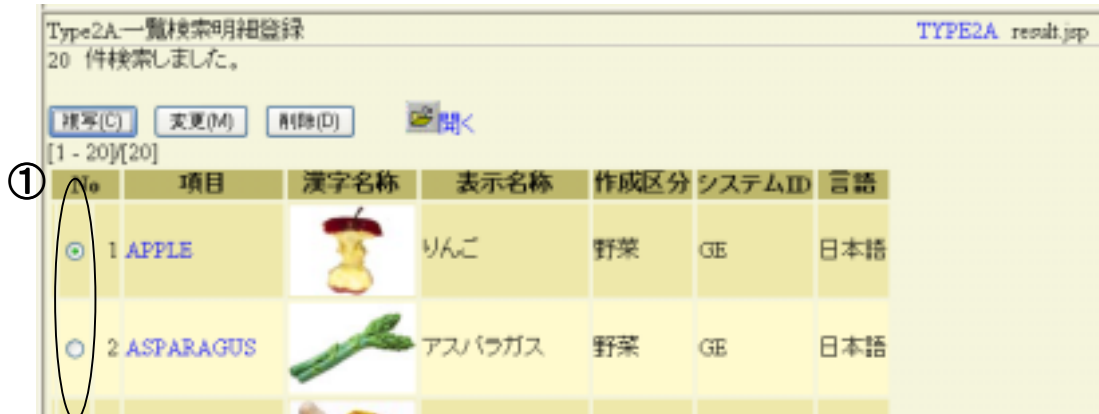 Type2A:一覧検索明細登録 TYPE2A result.jsp
20 件検索しました。
複写(C) 変更(M) 削除(D) 開く
[1 - 20]/[20]
① No 項目 漢字名称 表示名称 作成区分 システムID 言語
1 APPLE りんご 野菜 GE 日本語
2 ASPARAGUS アスパラガス 野菜 GE 日本語